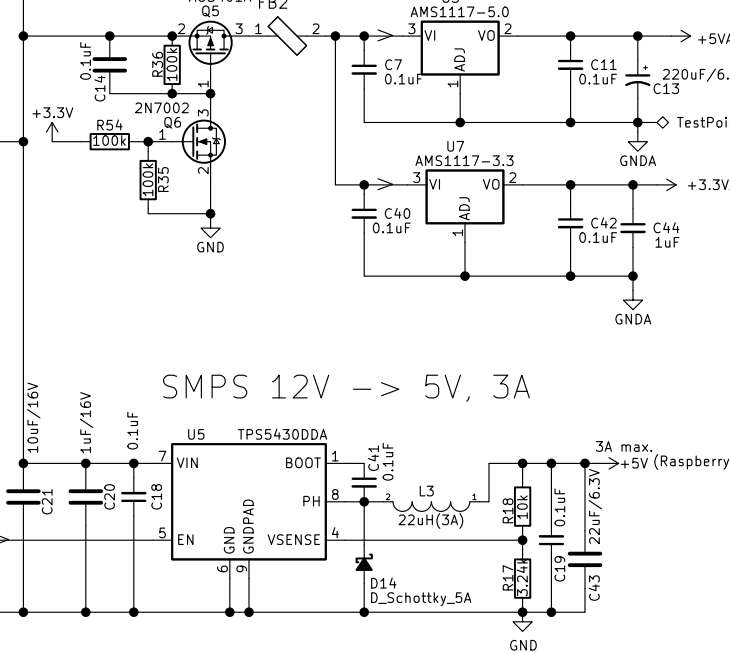 Q5
FB2
AMS1117-5.0
2
3
1
2
3
VI
VO
2
+5VA
0.1uF
C14
R36
100k
1
C7
0.1uF
ADJ
1
C11
0.1uF
+
220uF/6.
C13
2N7002
Q6
3
+3.3V
R54
100k
1
2
100k
R35
GND
TestPoi
GNDA
U7
AMS1117-3.3
3
VI
VO
2
+3.3V
ADJ
1
C40
0.1uF
C42
0.1uF
C44
1uF
GNDA
SMPS 12V -> 5V, 3A
10uF/16V
1uF/16V
0.1uF
U5
TPS5430DDA
7
VIN
BOOT
1
C41
0.1uF
3A max.
+5V (Raspberry
C21
C20
C18
PH
8
2
L3
1
22uH(3A)
R18
10k
0.1uF
22uF/6.3V
5
EN
GND
GNDPAD
VSENSE
4
6
9
D14
D_Schottky_5A
R17
3.24k
C19
C43
GND